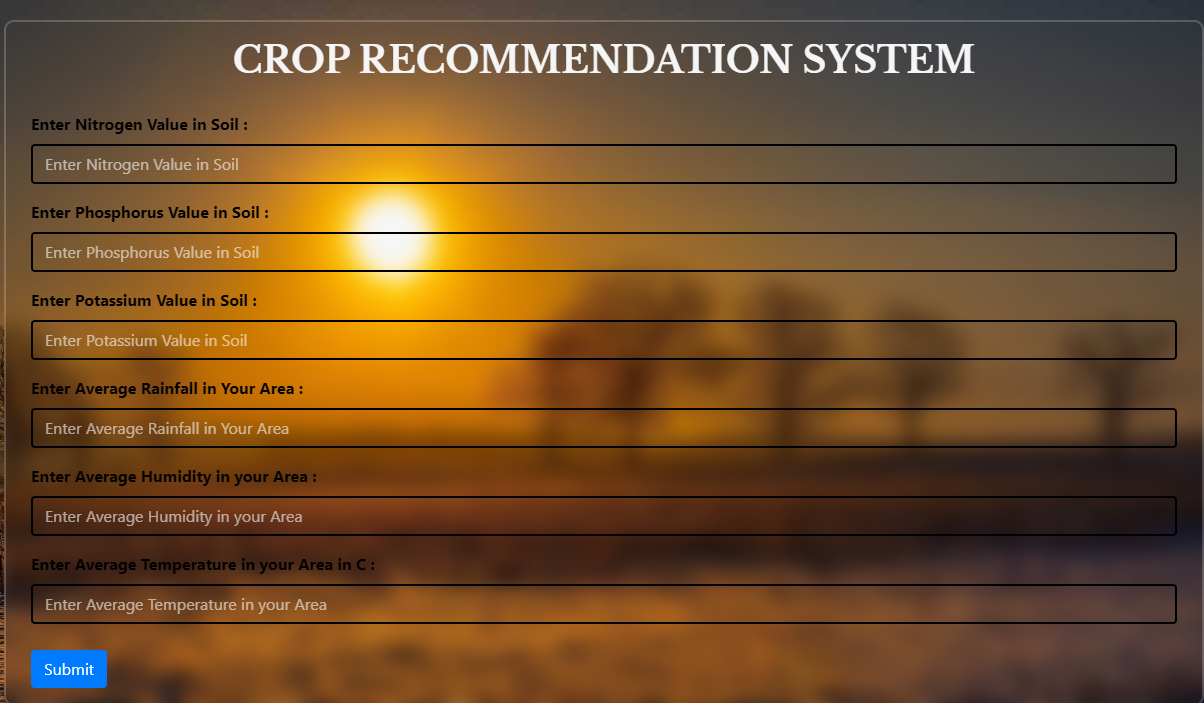 CROP RECOMMENDATION SYSTEM
Enter Nitrogen Value in Soil :
Enter Nitrogen Value in Soil
Enter Phosphorus Value in Soil :
Enter Phosphorus Value in Soil
Enter Potassium Value in Soil :
Enter Potassium Value in Soil
Enter Average Rainfall in Your Area :
Enter Average Rainfall in Your Area
Enter Average Humidity in your Area :
Enter Average Humidity in your Area
Enter Average Temperature in your Area in C :
Enter Average Temperature in your Area
Submit